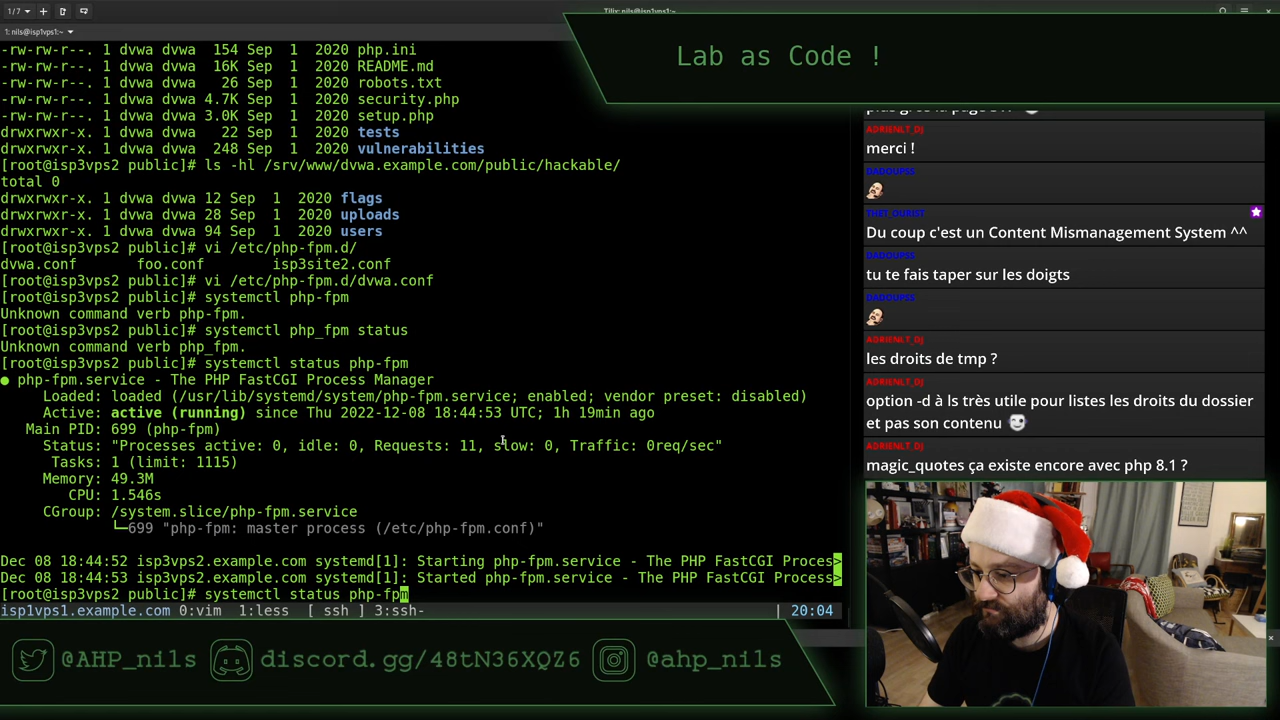 1/7
Tilix: nils@isp1vps1:~
1: nils@isp1vps1:~
-rw-rw-r--. 1 dvwa dvwa  154 Sep  1  2020 php.ini
-rw-rw-r--. 1 dvwa dvwa  16K Sep  1  2020 README.md
-rw-rw-r--. 1 dvwa dvwa   26 Sep  1  2020 robots.txt
-rw-rw-r--. 1 dvwa dvwa 4.7K Sep  1  2020 security.php
-rw-rw-r--. 1 dvwa dvwa 3.0K Sep  1  2020 setup.php
drwxrwxr-x. 1 dvwa dvwa   22 Sep  1  2020 tests
drwxrwxr-x. 1 dvwa dvwa  248 Sep  1  2020 vulnerabilities
[root@isp3vps2 public]# ls -hl /srv/www/dvwa.example.com/public/hackable/
total 0
drwxrwxr-x. 1 dvwa dvwa 12 Sep  1  2020 flags
drwxrwxr-x. 1 dvwa dvwa 28 Sep  1  2020 uploads
drwxrwxr-x. 1 dvwa dvwa 94 Sep  1  2020 users
[root@isp3vps2 public]# vi /etc/php-fpm.d/
dvwa.conf       foo.conf        isp3site2.conf
[root@isp3vps2 public]# vi /etc/php-fpm.d/dvwa.conf
[root@isp3vps2 public]# systemctl php-fpm
Unknown command verb php-fpm.
[root@isp3vps2 public]# systemctl php_fpm status
Unknown command verb php_fpm.
[root@isp3vps2 public]# systemctl status php-fpm
● php-fpm.service - The PHP FastCGI Process Manager
Loaded: loaded (/usr/lib/systemd/system/php-fpm.service; enabled; vendor preset: disabled)
Active: active (running) since Thu 2022-12-08 18:44:53 UTC; 1h 19min ago
Main PID: 699 (php-fpm)
Status: "Processes active: 0, idle: 0, Requests: 11, slow: 0, Traffic: 0req/sec"
Tasks: 1 (limit: 1115)
Memory: 49.3M
CPU: 1.546s
CGroup: /system.slice/php-fpm.service
└─699 "php-fpm: master process (/etc/php-fpm.conf)"
Dec 08 18:44:52 isp3vps2.example.com systemd[1]: Starting php-fpm.service - The PHP FastCGI Proces>
Dec 08 18:44:53 isp3vps2.example.com systemd[1]: Started php-fpm.service - The PHP FastCGI Process>
[root@isp3vps2 public]# systemctl status php-fpm
isp1vps1.example.com 0:vim  1:less  [ ssh ] 3:ssh-  | 20:04
Lab as Code !
ADRIENLT_DJ
merci !
DADOUPSS
THET_DURIST
Du coup c'est un Content Mismanagement System ^^
DADOUPSS
tu te fais taper sur les doigts
DADOUPSS
ADRIENLT_DJ
les droits de tmp ?
ADRIENLT_DJ
option -d à ls très utile pour listes les droits du dossier
et pas son contenu
ADRIENLT_DJ
magic_quotes ça existe encore avec php 8.1 ?
@AHP_nils discord.gg/48tN36XQZ6 @ahp_nils